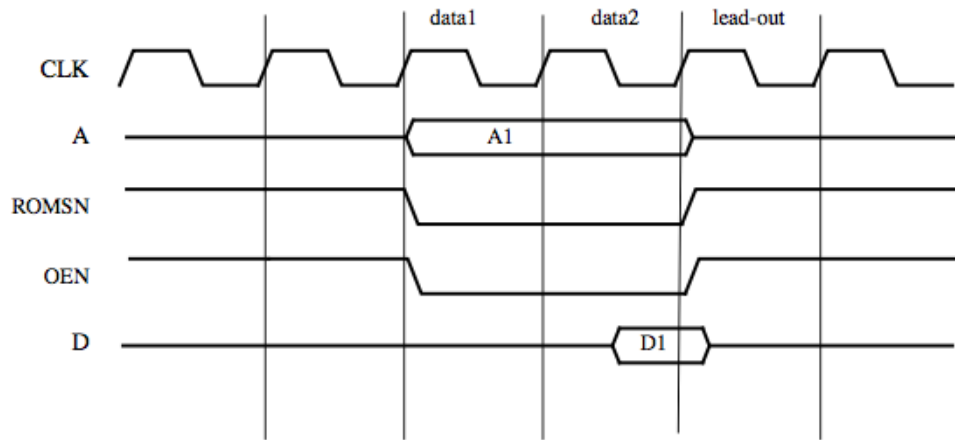 data1 data2 lead-out
CLK
A A1
ROMSN
OEN
D D1